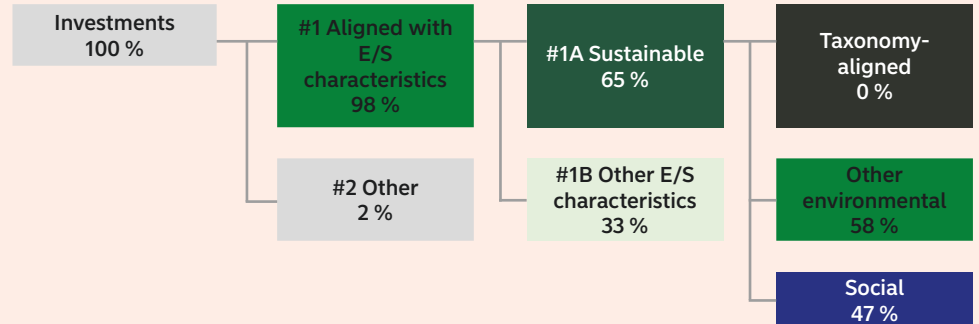 Investments
100 %
#1 Aligned with
E/S
characteristics
98 %
#2 Other
2 %
#1A Sustainable
65 %
#1B Other E/S
characteristics
33 %
Taxonomy-
aligned
0 %
Other
environmental
58 %
Social
47 %